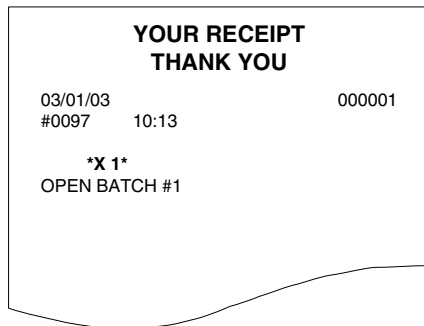 YOUR RECEIPT
THANK YOU
03/01/03 000001
#0097 10:13
*X 1*
OPEN BATCH #1